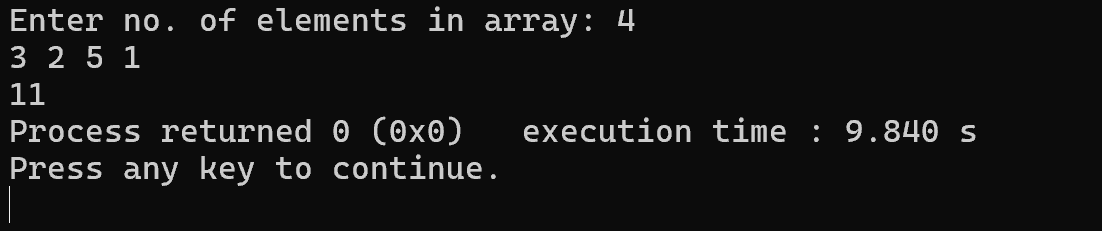 Enter no. of elements in array: 4
3 2 5 1
11
Process returned 0 (0x0)   execution time : 9.840 s
Press any key to continue.